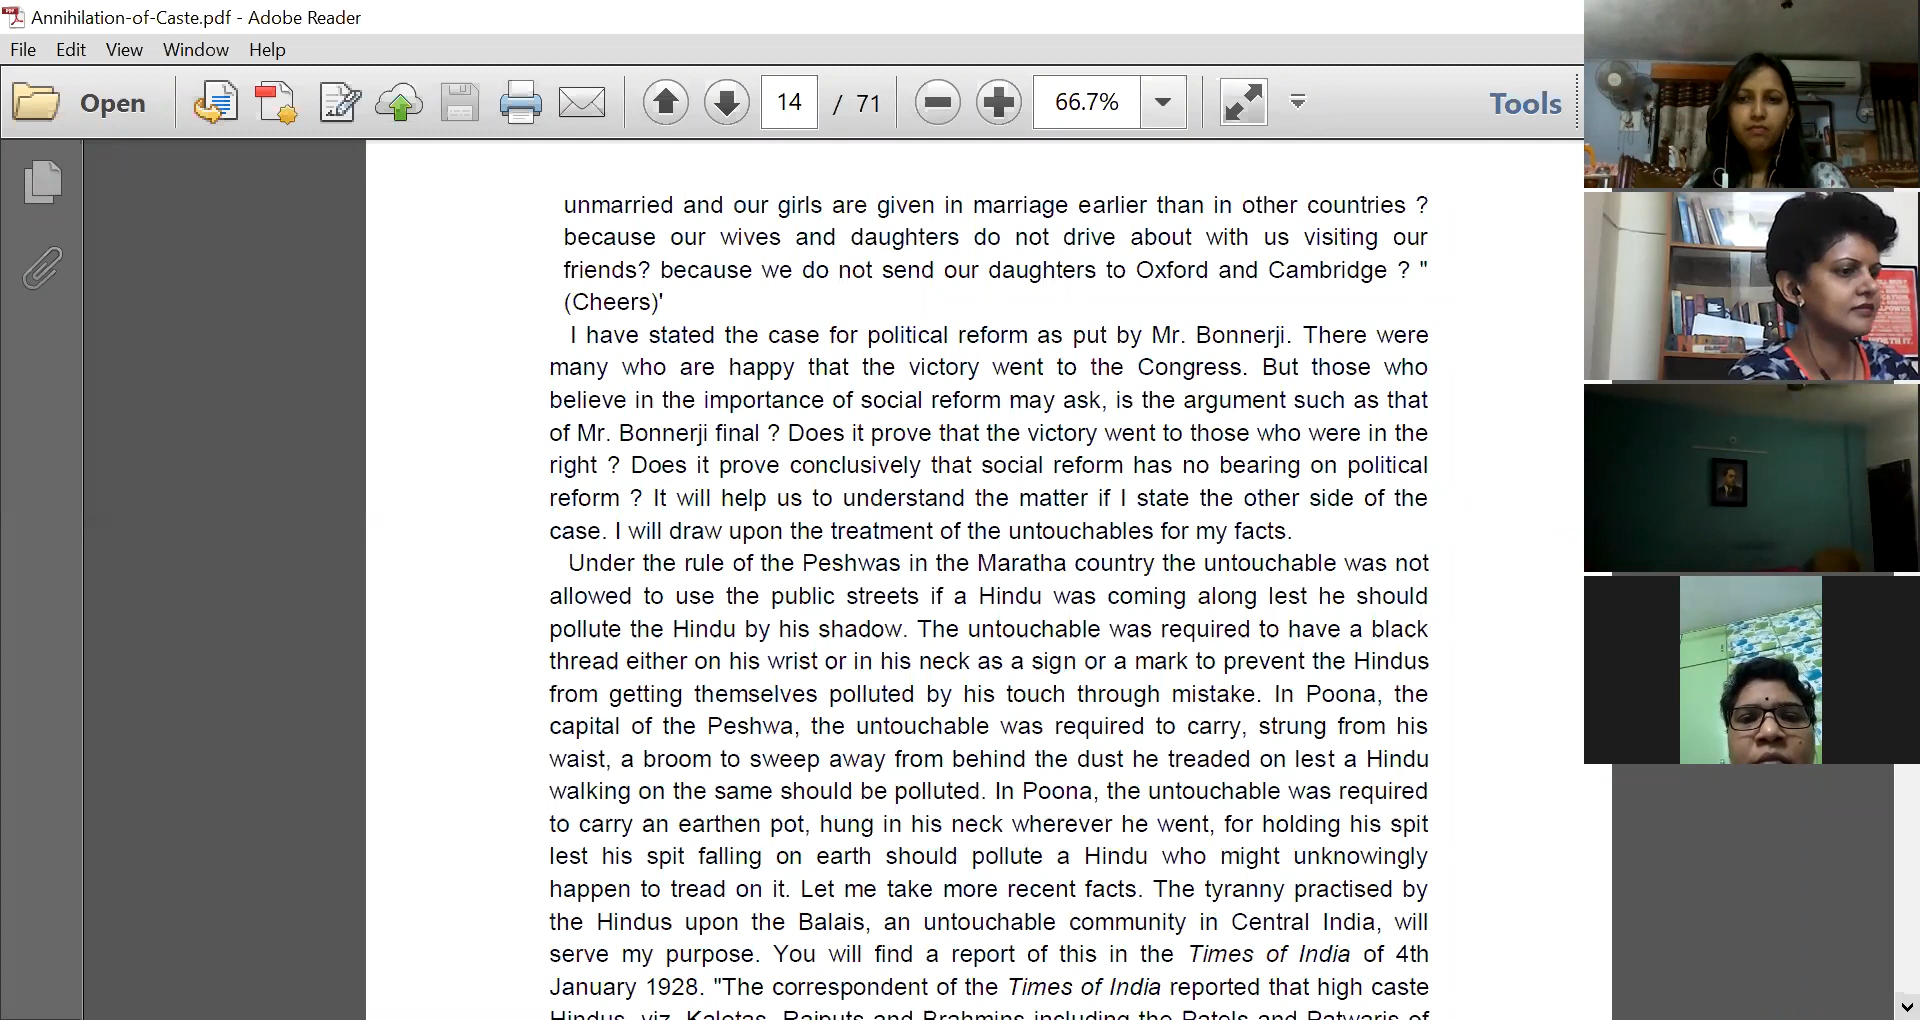 Annihilation-of-Caste.pdf - Adobe Reader
File Edit View Window Help
Open 14 / 71 66.7% Tools
unmarried and our girls are given in marriage earlier than in other countries ?
because our wives and daughters do not drive about with us visiting our
friends? because we do not send our daughters to Oxford and Cambridge ? "
(Cheers)'
I have stated the case for political reform as put by Mr. Bonnerji. There were
many who are happy that the victory went to the Congress. But those who
believe in the importance of social reform may ask, is the argument such as that
of Mr. Bonnerji final ? Does it prove that the victory went to those who were in the
right ? Does it prove conclusively that social reform has no bearing on political
reform ? It will help us to understand the matter if I state the other side of the
case. I will draw upon the treatment of the untouchables for my facts.
Under the rule of the Peshwas in the Maratha country the untouchable was not
allowed to use the public streets if a Hindu was coming along lest he should
pollute the Hindu by his shadow. The untouchable was required to have a black
thread either on his wrist or in his neck as a sign or a mark to prevent the Hindus
from getting themselves polluted by his touch through mistake. In Poona, the
capital of the Peshwa, the untouchable was required to carry, strung from his
waist, a broom to sweep away from behind the dust he treaded on lest a Hindu
walking on the same should be polluted. In Poona, the untouchable was required
to carry an earthen pot, hung in his neck wherever he went, for holding his spit
lest his spit falling on earth should pollute a Hindu who might unknowingly
happen to tread on it. Let me take more recent facts. The tyranny practised by
the Hindus upon the Balais, an untouchable community in Central India, will
serve my purpose. You will find a report of this in the Times of India of 4th
January 1928. "The correspondent of the Times of India reported that high caste
Hindus, viz. Kalotas, Rajputs and Brahmins including the Patels and Patwaris of